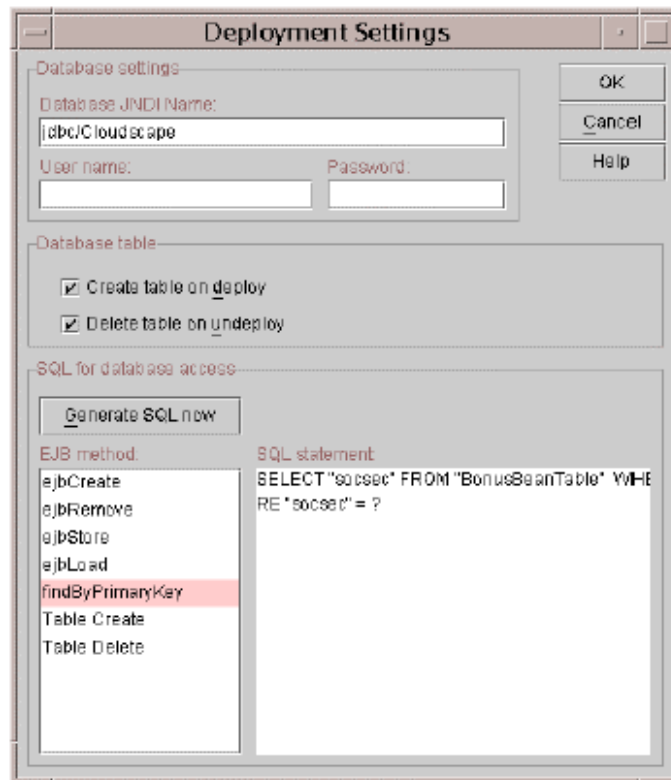 Deployment Settings
Database settings
Database JNDI Name:
jdbc/Cloudscape
User name:
Password:
OK
Cancel
Help
Database table
Create table on deploy
Delete table on undeploy
SQL for database access
Generate SQL now
EJB method:
ejbCreate
ejbRemove
ejbStore
ejbLoad
findByPrimaryKey
Table Create
Table Delete
SQL statement:
SELECT "socsec" FROM "BonusBeanTable" WHE
RE "socsec" = ?